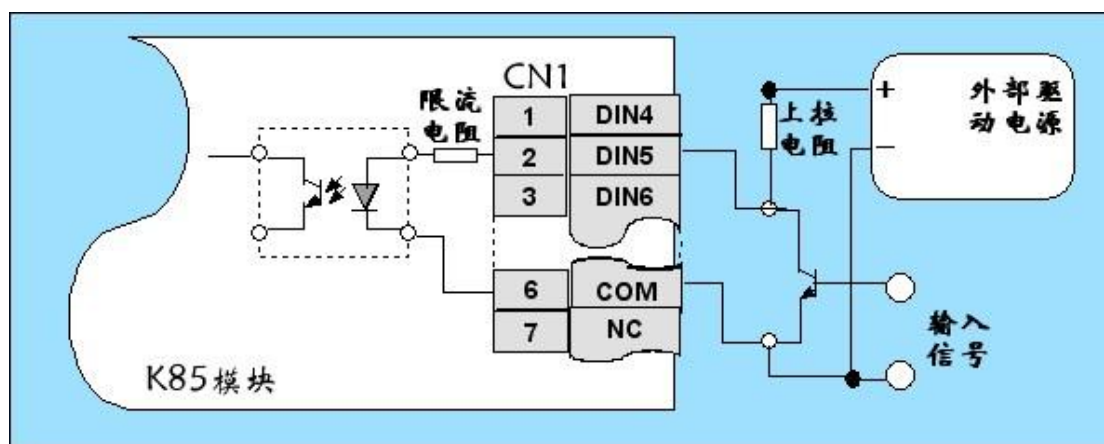 CN1
限流
电阻
1 DIN4
2 DIN5
3 DIN6
6 COM
7 NC
K85模块
上拉
电阻
+
−
外部驱
动电源
输入
信号